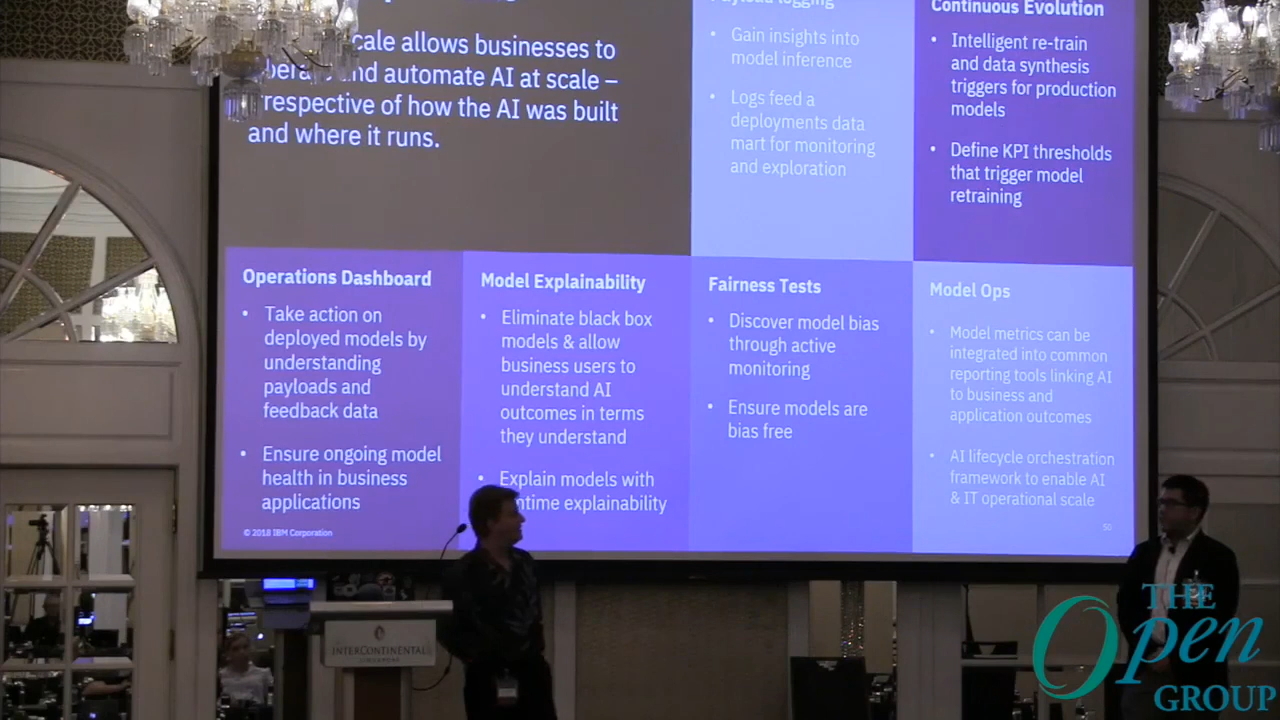 cale allows businesses to
and automate AI at scale –
rrespective of how the AI was built
and where it runs.
Payload logging
• Gain insights into
model inference
• Logs feed a
deployments data
mart for monitoring
and exploration
Continuous Evolution
• Intelligent re-train
and data synthesis
triggers for production
models
• Define KPI thresholds
that trigger model
retraining
Operations Dashboard
• Take action on
deployed models by
understanding
payloads and
feedback data
• Ensure ongoing model
health in business
applications
© 2018 IBM Corporation
Model Explainability
• Eliminate black box
models & allow
business users to
understand AI
outcomes in terms
they understand
• Explain models with
ntime explainability
Fairness Tests
• Discover model bias
through active
monitoring
• Ensure models are
bias free
Model Ops
• Model metrics can be
integrated into common
reporting tools linking AI
to business and
application outcomes
• AI lifecycle orchestration
framework to enable AI
& IT operational scale
50
INTERCONTINENTAL
THE
Open
GROUP